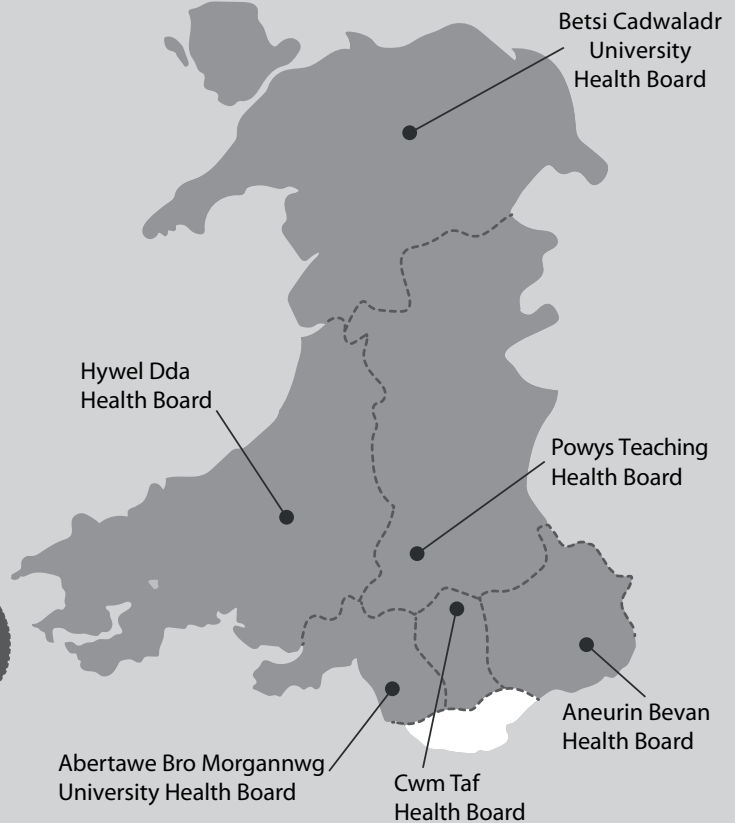 Betsi Cadwaladr
University
Health Board
Hywel Dda
Health Board
Powys Teaching
Health Board
Aneurin Bevan
Health Board
Abertawe Bro Morgannwg
University Health Board
Cwm Taf
Health Board